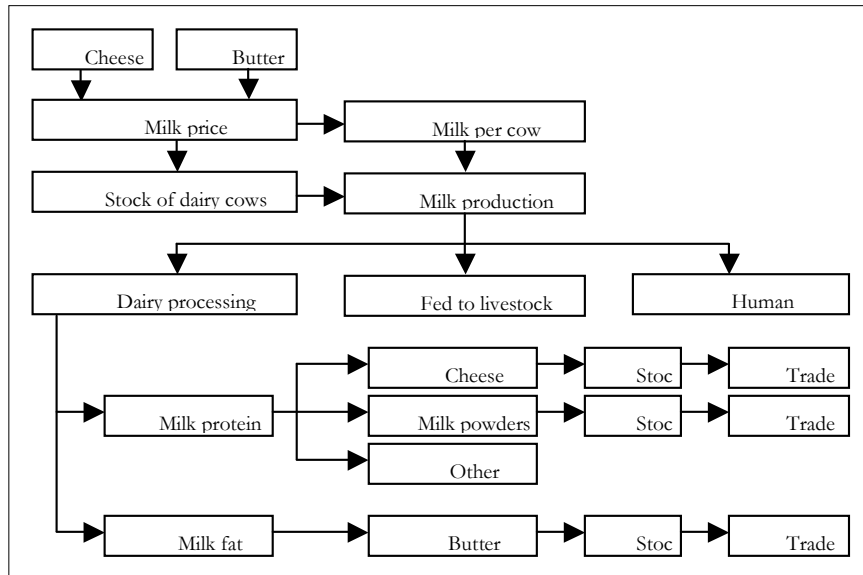 Cheese
Butter
Milk price
Milk per cow
Stock of dairy cows
Milk production
Dairy processing
Fed to livestock
Human
Cheese
Stoc
Trade
Milk protein
Milk powders
Stoc
Trade
Other
Milk fat
Butter
Stoc
Trade